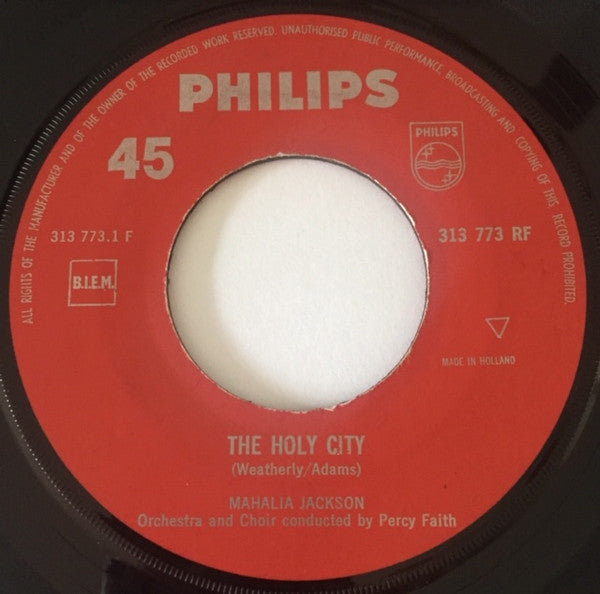 ALL RIGHTS OF THE MANUFACTURER AND OF THE OWNER OF THE RECORDED WORK RESERVED. UNAUTHORISED PUBLIC PERFORMANCE, BROADCASTING AND COPYING OF THIS RECORD PROHIBITED.
PHILIPS
45
PHILIPS
313 773.1 F
313 773 RF
B.I.E.M.
MADE IN HOLLAND
THE HOLY CITY
(Weatherly/Adams)
MAHALIA JACKSON
Orchestra and Choir conducted by Percy Faith